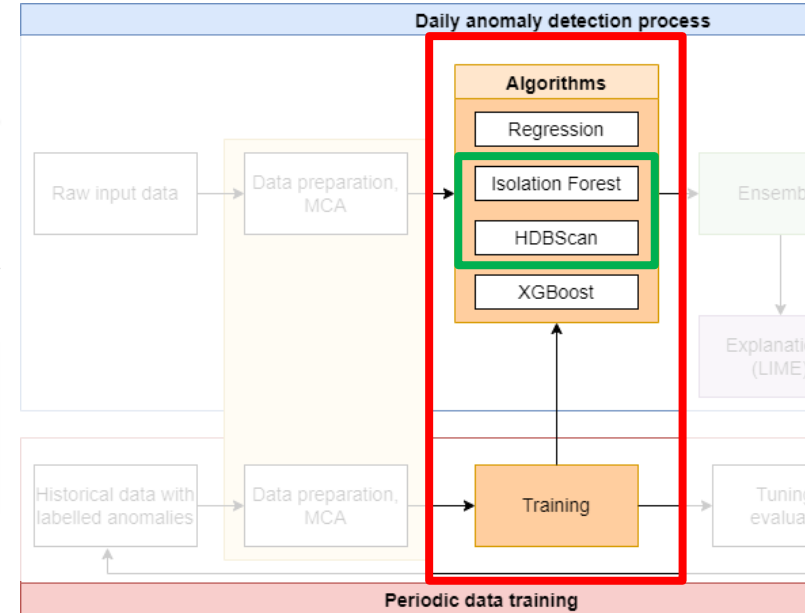 Daily anomaly detection process
Algorithms
Regression
Isolation Forest
HDBScan
XGBoost
Raw input data
Data preparation,
MCA
(LIME)
Historical data with
labelled anomalies
Data preparation,
MCA
Training
Periodic data training